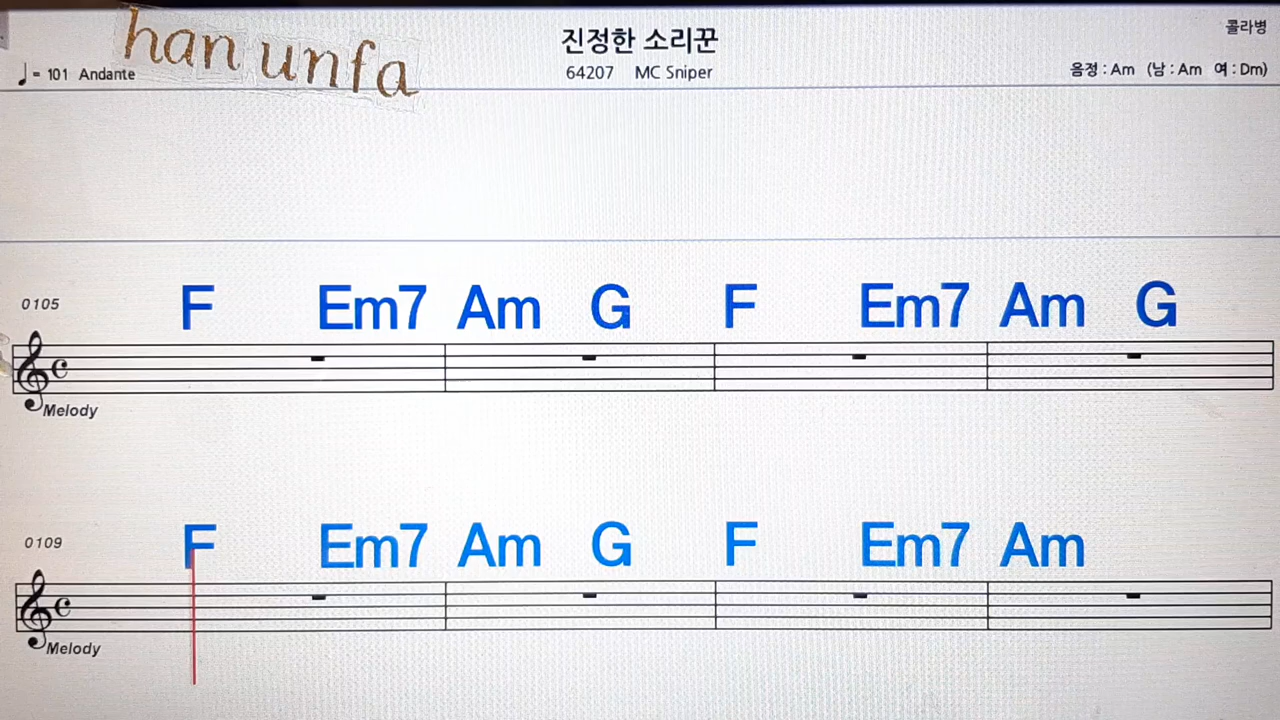 han unfa
진정한 소리꾼
콜라병
♩ = 101 Andante
64207 MC Sniper
음정 : Am (남 : Am 여 : Dm)
0105
F Em7 Am G F Em7 Am G
Melody
0109
F Em7 Am G F Em7 Am
Melody